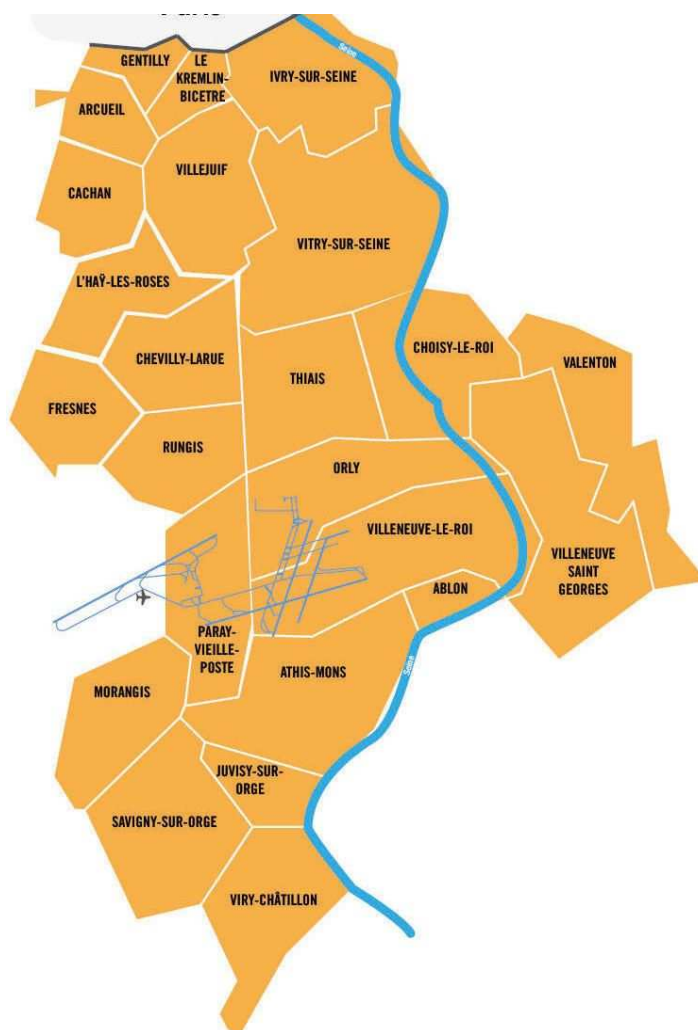 Seine
GENTILLY
LE
KREMLIN-
BICETRE
IVRY-SUR-SEINE
ARCUEIL
VILLEJUIF
CACHAN
VITRY-SUR-SEINE
L'HAŸ-LES-ROSES
CHEVILLY-LARUE
CHOISY-LE-ROI
VALENTON
THIAIS
FRESNES
RUNGIS
ORLY
VILLENEUVE-LE-ROI
VILLENEUVE
SAINT
GEORGES
ABLON
PARAY-
VIEILLE-
POSTE
ATHIS-MONS
Seine
MORANGIS
JUVISY-SUR-
ORGE
SAVIGNY-SUR-ORGE
VIRY-CHÂTILLON